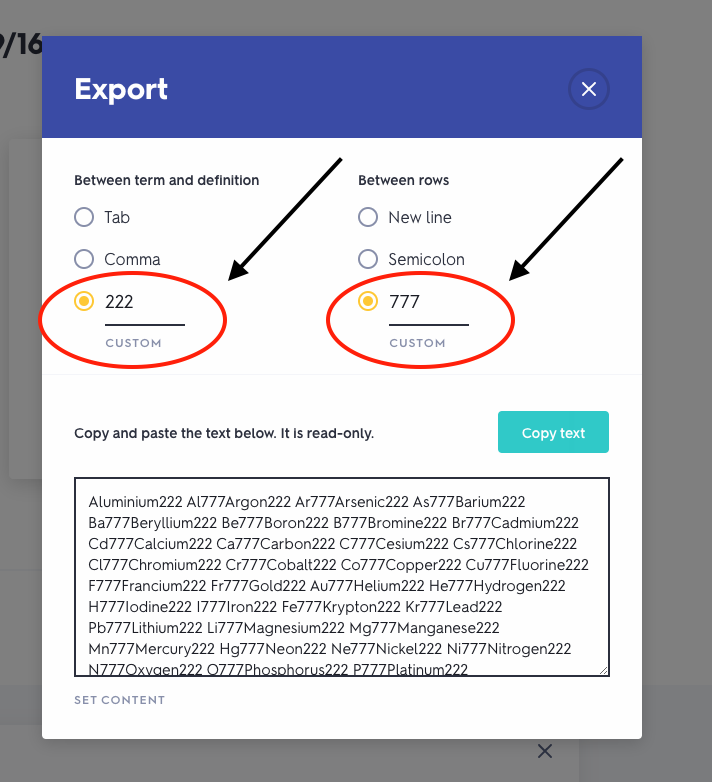 9/16
Export
Between term and definition
Between rows
Tab
New line
Comma
Semicolon
222
777
CUSTOM
CUSTOM
Copy and paste the text below. It is read-only.
Copy text
Aluminium222 Al777Argon222 Ar777Arsenic222 As777Barium222
Ba777Beryllium222 Be777Boron222 B777Bromine222 Br777Cadmium222
Cd777Calcium222 Ca777Carbon222 C777Cesium222 Cs777Chlorine222
Cl777Chromium222 Cr777Cobalt222 Co777Copper222 Cu777Fluorine222
F777Francium222 Fr777Gold222 Au777Helium222 He777Hydrogen222
H777Iodine222 I777Iron222 Fe777Krypton222 Kr777Lead222
Pb777Lithium222 Li777Magnesium222 Mg777Manganese222
Mn777Mercury222 Hg777Neon222 Ne777Nickel222 Ni777Nitrogen222
N777Oxygen222 O777Phosphorus222 P777Platinum222
SET CONTENT